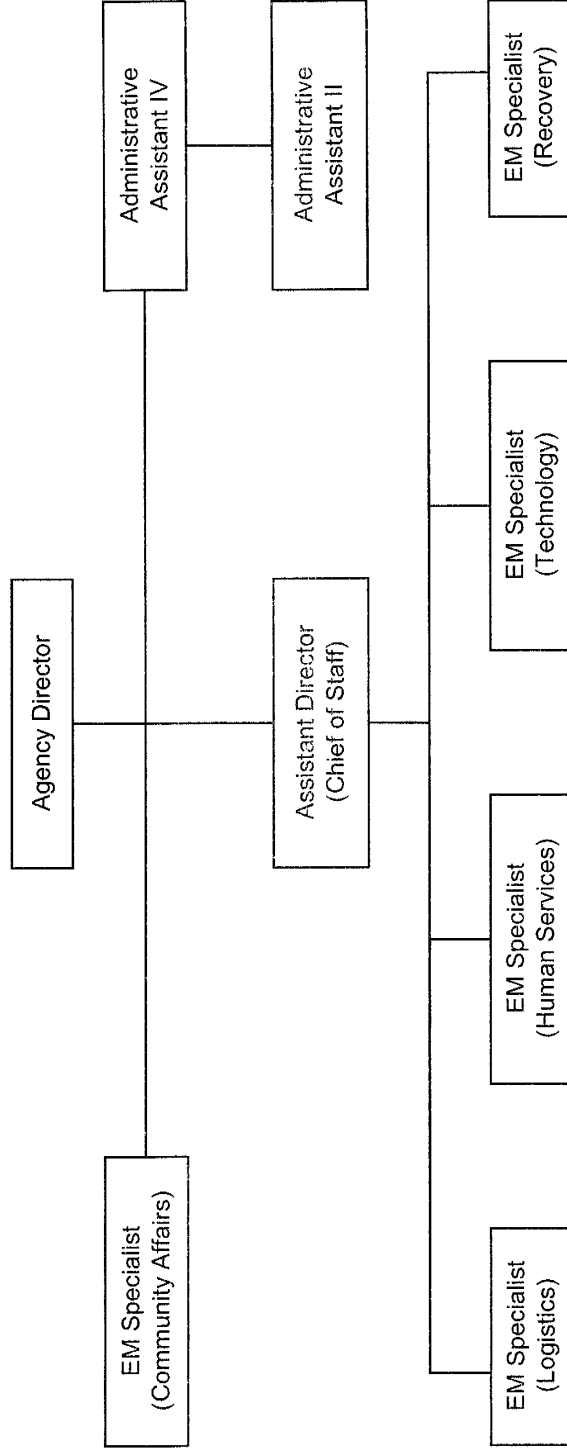 Agency Director
EM Specialist
(Community Affairs)
Administrative
Assistant IV
Assistant Director
(Chief of Staff)
Administrative
Assistant II
EM Specialist
(Logistics)
EM Specialist
(Human Services)
EM Specialist
(Technology)
EM Specialist
(Recovery)